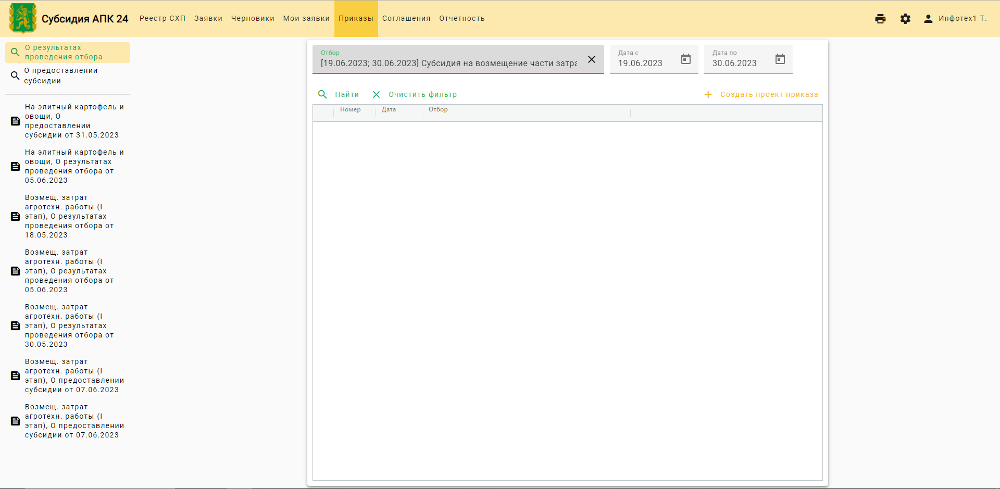 Субсидия АПК 24
Реестр СХП
Заявки
Черновики
Мои заявки
Приказы
Соглашения
Отчетность
Инфотех1 Т.
О результатах
проведения отбора
О предоставлении
субсидии
На элитный картофель и
овощи, О
предоставлении
субсидии от 31.05.2023
На элитный картофель и
овощи, О результатах
проведения отбора от
05.06.2023
Возмещ. затрат
агротехн. работы (I
этап), О результатах
проведения отбора от
18.05.2023
Возмещ. затрат
агротехн. работы (I
этап), О результатах
проведения отбора от
05.06.2023
Возмещ. затрат
агротехн. работы (I
этап), О результатах
проведения отбора от
30.05.2023
Возмещ. затрат
агротехн. работы (I
этап), О предоставлении
субсидии от 07.06.2023
Возмещ. затрат
агротехн. работы (I
этап), О предоставлении
субсидии от 07.06.2023
Отбор
[19.06.2023; 30.06.2023] Субсидия на возмещение части затра
Дата с
19.06.2023
Дата по
30.06.2023
Найти
Очистить фильтр
Создать проект приказа
Номер
Дата
Отбор